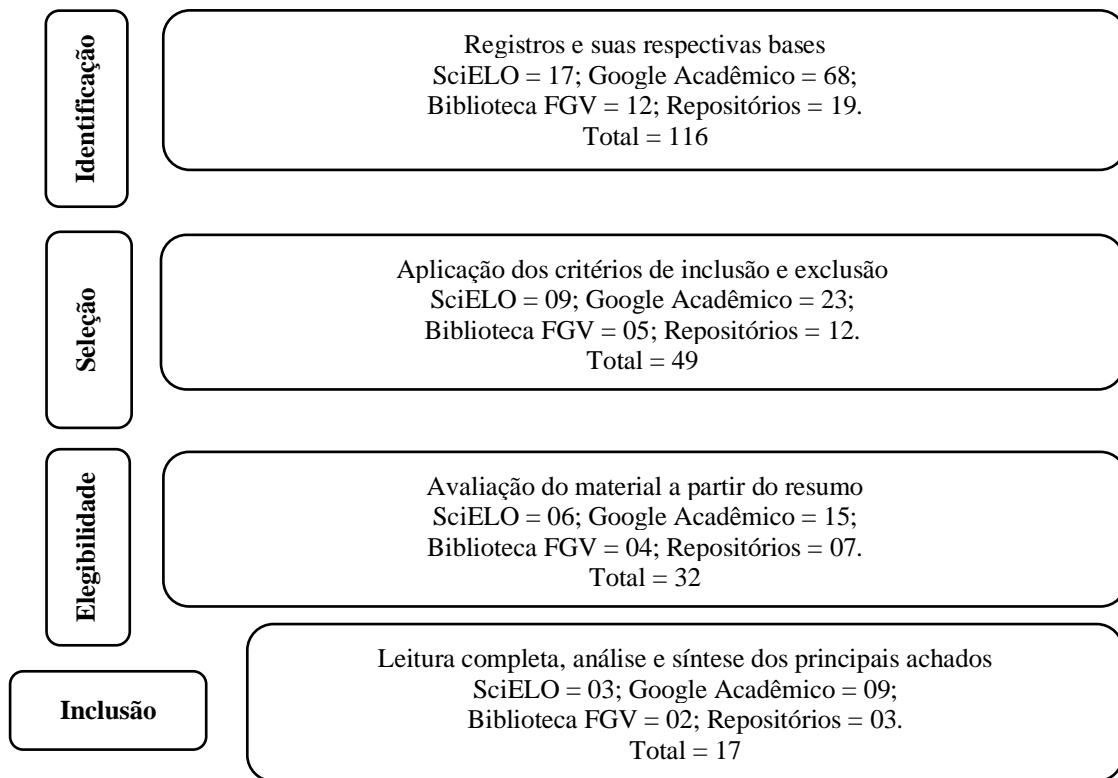 Identificação
Registros e suas respectivas bases
SciELO = 17; Google Acadêmico = 68;
Biblioteca FGV = 12; Repositórios = 19.
Total = 116
Seleção
Aplicação dos critérios de inclusão e exclusão
SciELO = 09; Google Acadêmico = 23;
Biblioteca FGV = 05; Repositórios = 12.
Total = 49
Elegibilidade
Avaliação do material a partir do resumo
SciELO = 06; Google Acadêmico = 15;
Biblioteca FGV = 04; Repositórios = 07.
Total = 32
Inclusão
Leitura completa, análise e síntese dos principais achados
SciELO = 03; Google Acadêmico = 09;
Biblioteca FGV = 02; Repositórios = 03.
Total = 17